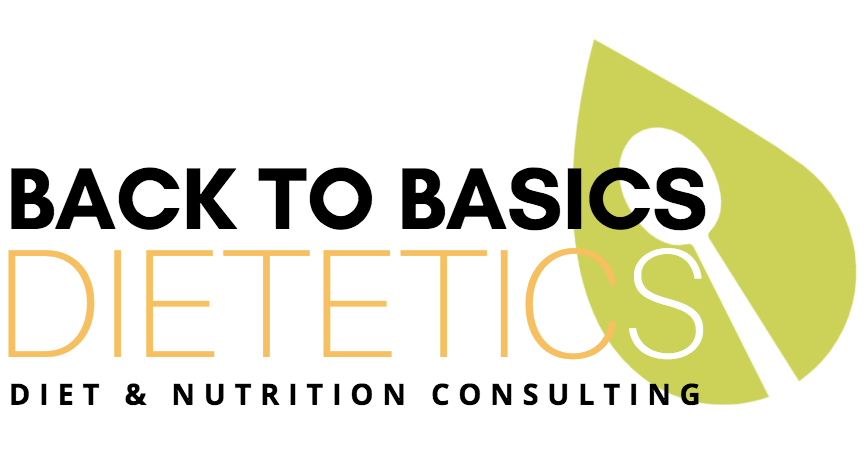 BACK TO BASICS
DIETETICS
DIET & NUTRITION CONSULTING